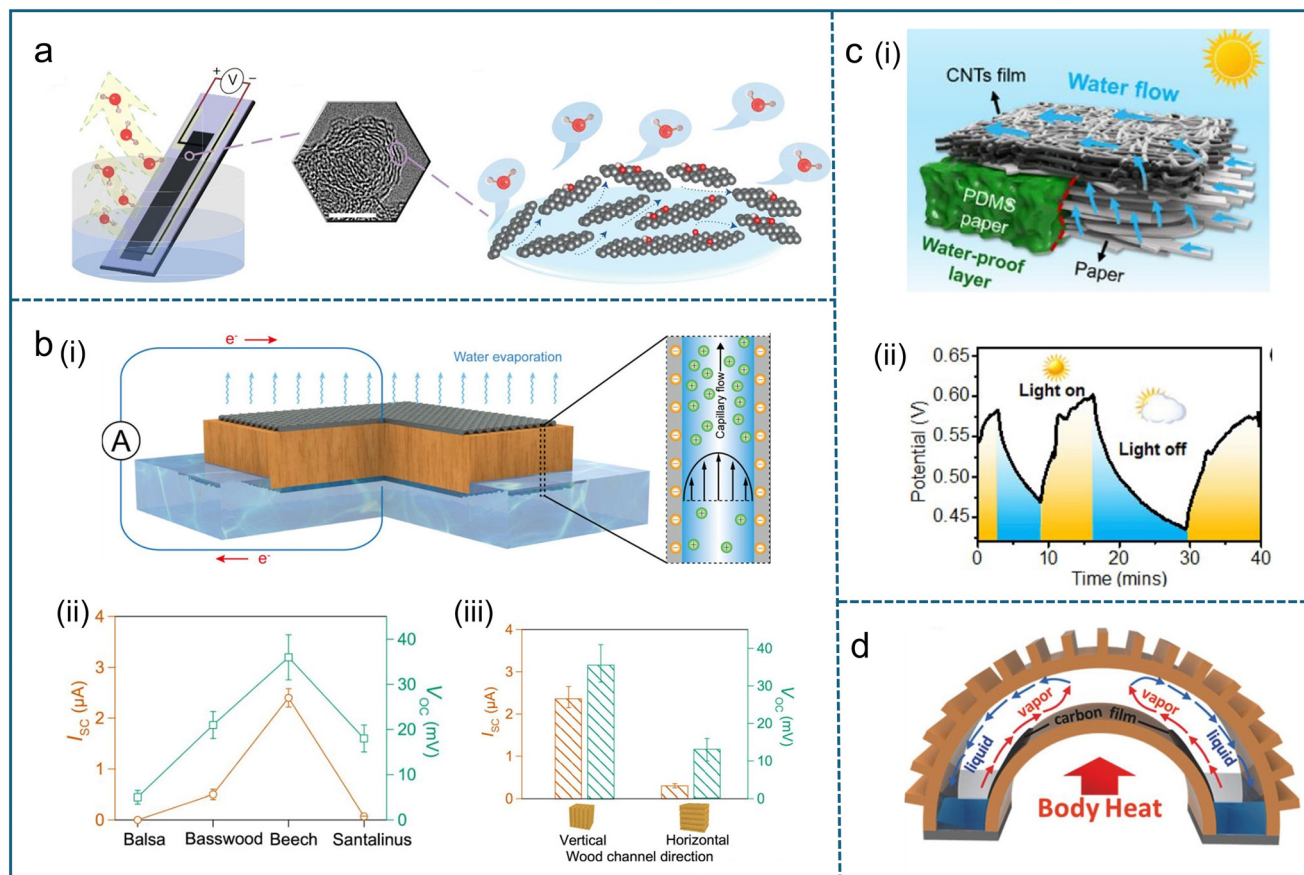 a
+
V
−
b
(i)
e-
Water evaporation
A
e-
Capillary flow
(ii)
4
3
2
1
0
ISC (μA)
40
30
20
10
0
VOC (mV)
Balsa
Basswood
Beech
Santalinus
(iii)
4
3
2
1
0
ISC (μA)
40
30
20
10
0
VOC (mV)
Vertical
Horizontal
Wood channel direction
c (i)
CNTs film
Water flow
PDMS
paper
Water-proof
layer
Paper
(ii)
0.65
0.60
0.55
0.50
0.45
Potential (V)
Light on
Light off
0
10
20
30
40
Time (mins)
d
vapor
vapor
carbon film
liquid
liquid
Body Heat